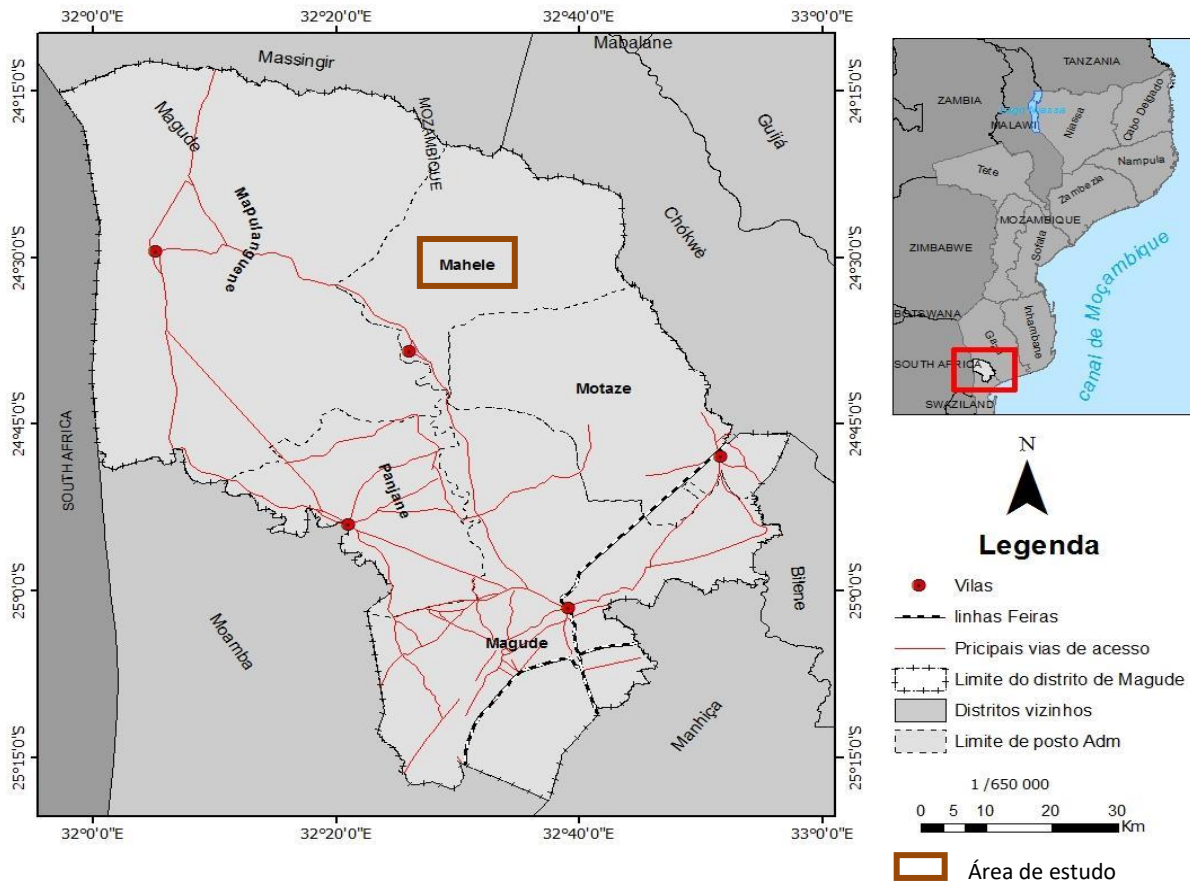 32°0'0"E
32°20'0"E
32°40'0"E
33°0'0"E
24°15'0"S
24°30'0"S
24°45'0"S
25°0'0"S
25°15'0"S
24°15'0"S
24°30'0"S
24°45'0"S
25°0'0"S
25°15'0"S
Massingir
Mabalane
Magude
MOZAMBIQUE
Guijá
Mapulanguene
Chókwè
Mahele
Motaze
SOUTH AFRICA
Panjane
Bilene
Moamba
Magude
Manhiça
32°0'0"E
32°20'0"E
32°40'0"E
33°0'0"E
TANZANIA
ZAMBIA
MALAWI
Niassa
Cabo Delgado
Nampula
Tete
Zambezia
MOZAMBIQUE
ZIMBABWE
Sofala
canal de Moçambique
BOTSWANA
Inhambane
Gaza
SOUTH AFRICA
SWAZILAND
N
Legenda
Vilas
linhas Feiras
Pricipais vias de acesso
Limite do distrito de Magude
Distritos vizinhos
Limite de posto Adm
1 /650 000
0 5 10 20 30
Km
Área de estudo